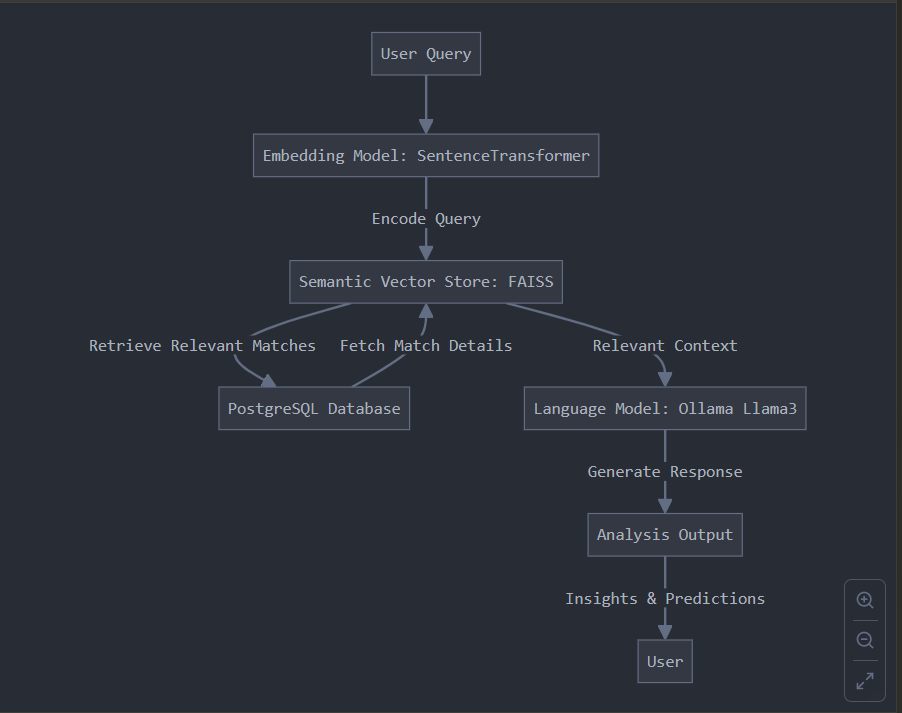 User Query
Embedding Model: SentenceTransformer
Encode Query
Semantic Vector Store: FAISS
Retrieve Relevant Matches
Fetch Match Details
Relevant Context
PostgreSQL Database
Language Model: Ollama Llama3
Generate Response
Analysis Output
Insights & Predictions
User